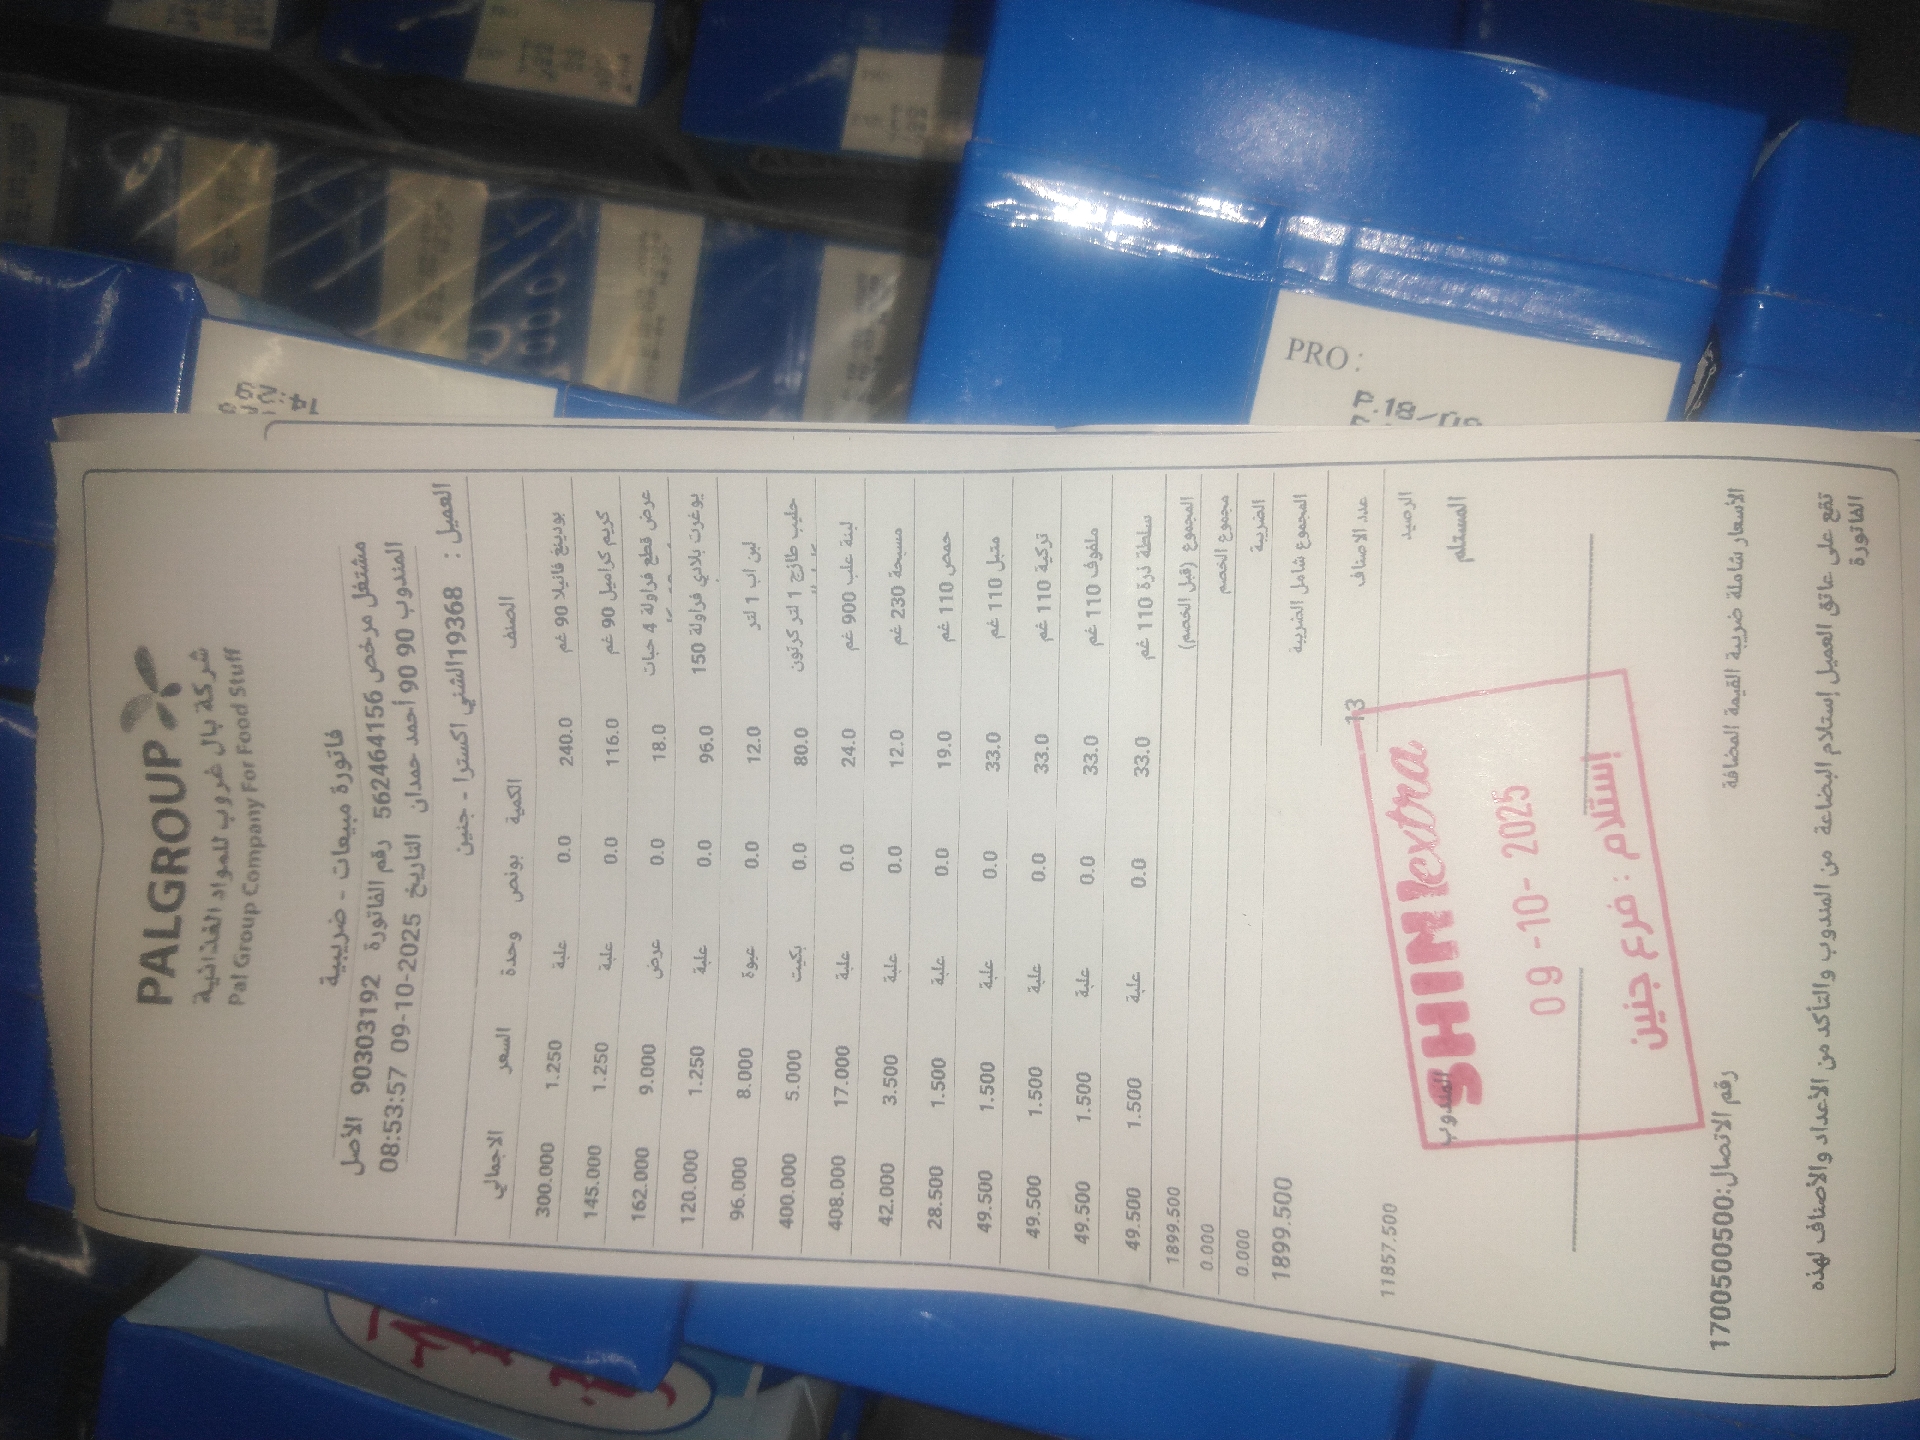 PALGROUP
شركة بال غروب للمواد الغذائية
Pal Group Company For Food Stuff
فاتورة مبيعات - ضريبية
مشتغل مرخص 562464156 رقم الفاتورة 90303192 الأصل
المندوب 90 90 أحمد حمدان التاريخ 09-10-2025 08:53:57
العميل : 19368الشني اكسترا - جنين
الصنف الكمية بونص وحدة السعر الاجمالي
بودينغ فانيلا 90 غم 240.0 0.0 علبة 1.250 300.000
كريم كراميل 90 غم 116.0 0.0 علبة 1.250 145.000
عرض قطع فراولة 4 حبات 18.0 0.0 عرض 9.000 162.000
يوغرت بلادي فراولة 150 96.0 0.0 علبة 1.250 120.000
لبن اب 1 لتر 12.0 0.0 عبوة 8.000 96.000
حليب طازج 1 لتر كرتون 80.0 0.0 بكيت 5.000 400.000
لبنة علب 900 غم 24.0 0.0 علبة 17.000 408.000
مسبحة 230 غم 12.0 0.0 علبة 3.500 42.000
حمص 110 غم 19.0 0.0 علبة 1.500 28.500
متبل 110 غم 33.0 0.0 علبة 1.500 49.500
تركية 110 غم 33.0 0.0 علبة 1.500 49.500
ملفوف 110 غم 33.0 0.0 علبة 1.500 49.500
سلطة ذرة 110 غم 33.0 0.0 علبة 1.500 49.500
المجموع (قبل الخصم) 1899.500
مجموع الخصم 0.000
الضريبة 0.000
المجموع شامل الضريبة 1899.500
عدد الاصناف 13
الرصيد 11857.500
المستلم المندوب
SHINI extra
09-10-2025
إستلام : فرع جنين
الأسعار شاملة ضريبة القيمة المضافة رقم الاتصال:1700500500
تقع على عاتق العميل إستلام البضاعة من المندوب والتأكد من الأعداد والأصناف لهذه
الفاتورة
PRO :